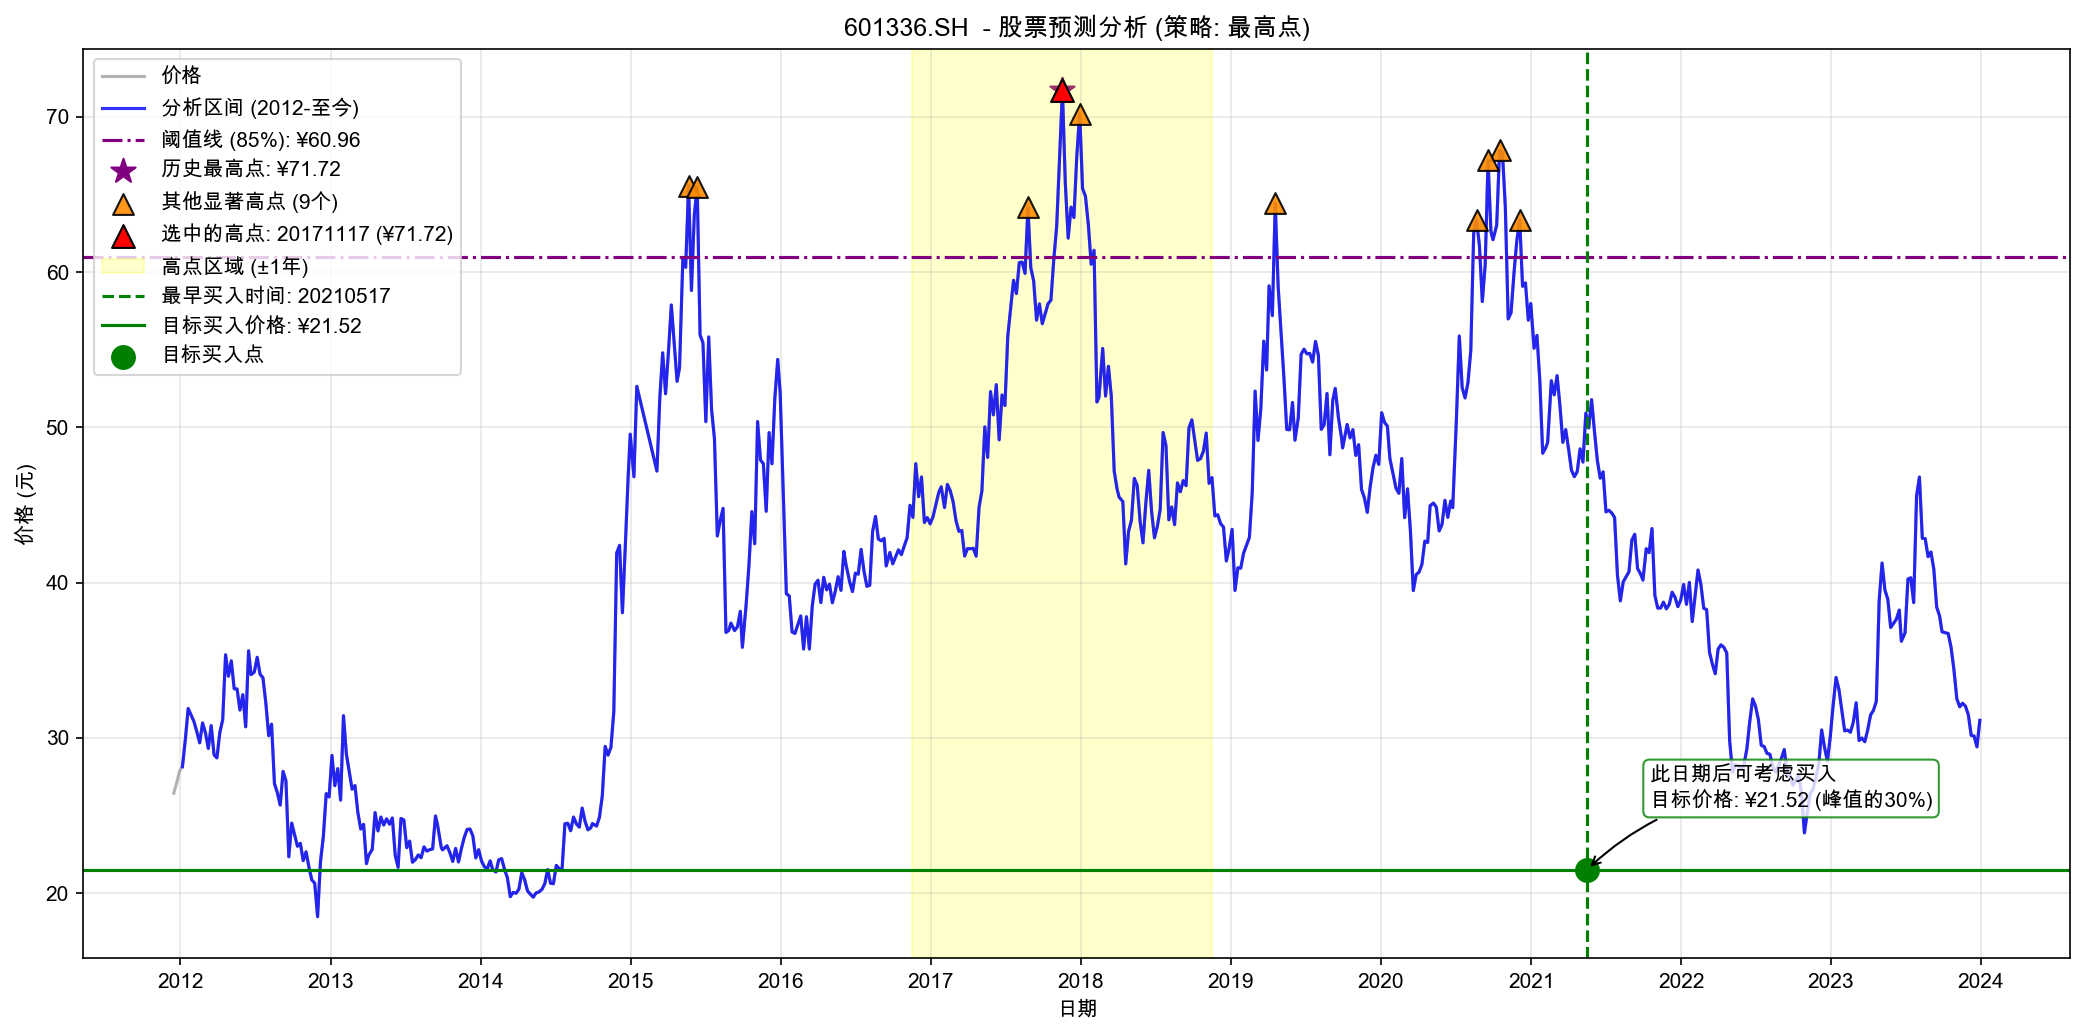 601336.SH  - 股票预测分析 (策略: 最高点)
价格
分析区间 (2012-至今)
阈值线 (85%): ¥60.96
历史最高点: ¥71.72
其他显著高点 (9个)
选中的高点: 20171117 (¥71.72)
高点区域 (±1年)
最早买入时间: 20210517
目标买入价格: ¥21.52
目标买入点
价格 (元)
70
60
50
40
30
20
此日期后可考虑买入
目标价格: ¥21.52 (峰值的30%)
2012
2013
2014
2015
2016
2017
2018
2019
2020
2021
2022
2023
2024
日期